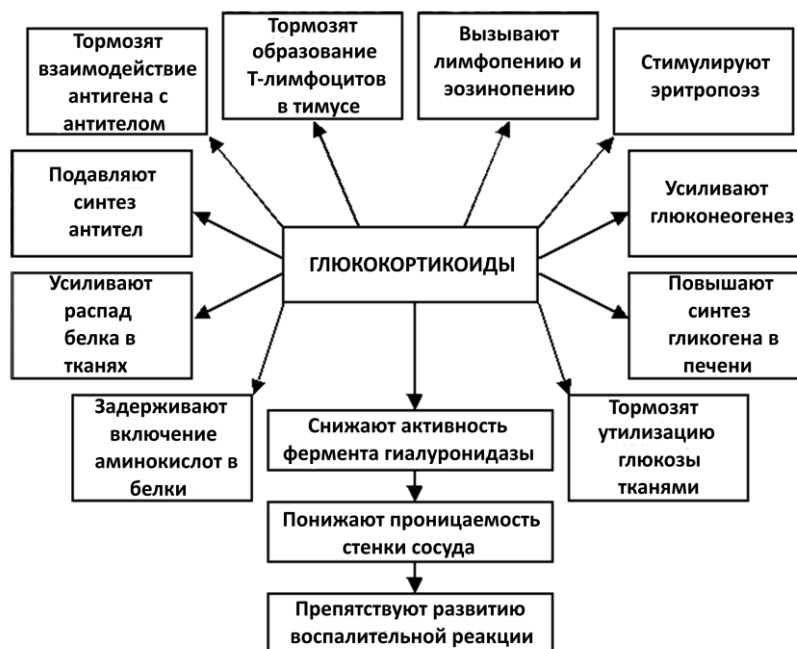 Тормозят
взаимодействие
антигена с
антителом
Тормозят
образование
Т-лимфоцитов
в тимусе
Вызывают
лимфопению и
эозинопению
Стимулируют
эритропоэз
Подавляют
синтез
антител
Усиливают
глюконеогенез
ГЛЮКОКОРТИКОИДЫ
Усиливают
распад
белка в
тканях
Повышают
синтез
гликогена в
печени
Задерживают
включение
аминокислот в
белки
Снижают активность
фермента гиалуронидазы
Тормозят
утилизацию
глюкозы
тканями
Понижают проницаемость
стенки сосуда
Препятствуют развитию
воспалительной реакции